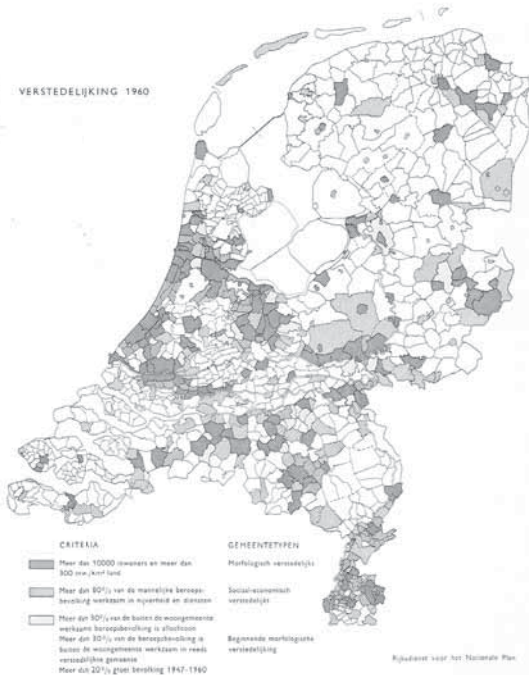 VERSTEDELIJKING 1960
CRITERIA
Meer dan 10000 inwoners en meer dan
300 inw./km² land
Meer dan 80% van de mannelijke beroeps-
bevolking werkzaam in nijverheid en diensten
Meer dan 50% van de buiten de woongemeente
werkzame beroepsbevolking is allochtoon
Meer dan 30% van de beroepsbevolking is
buiten de woongemeente werkzaam in reeds
verstedelijkte gemeente
Meer dan 20% groei bevolking 1947-1960
GEMEENTETYPEN
Morfologisch verstedelijkt
Sociaal-economisch
verstedelijkt
Beginnende morfologische
verstedelijking
Rijksdienst voor het Nationale Plan